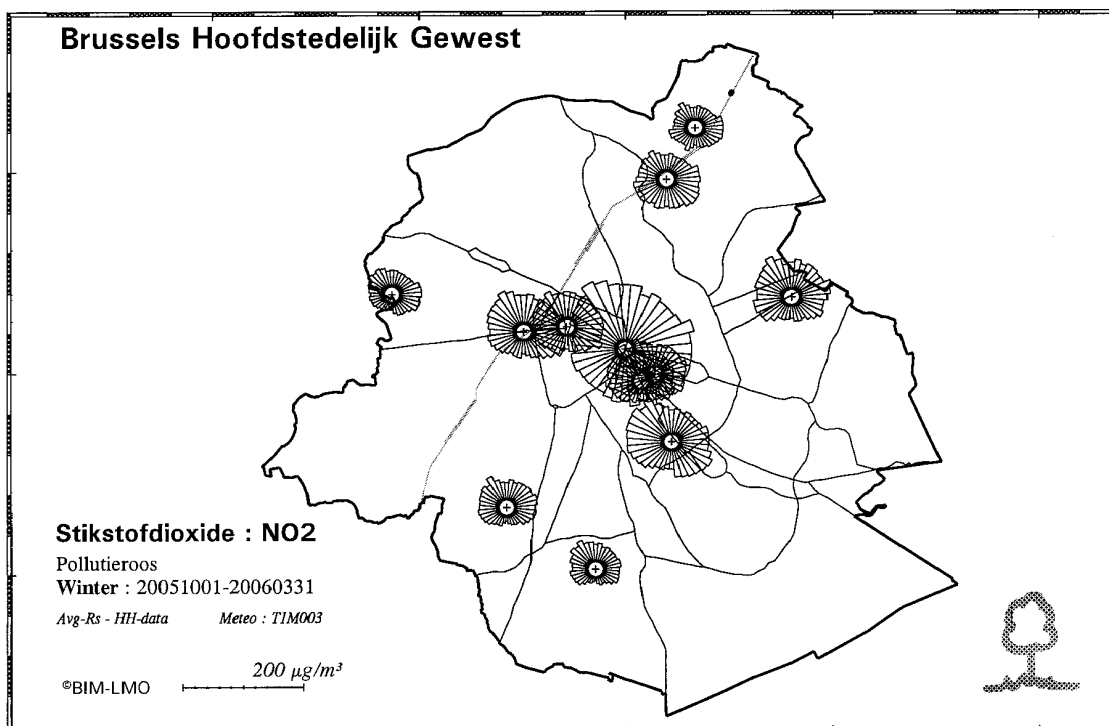 Brussels Hoofdstedelijk Gewest
Stikstofdioxide : NO2
Pollutieroos
Winter : 20051001-20060331
Avg-Rs - HH-data Meteo : T1M003
200 µg/m³
©BIM-LMO